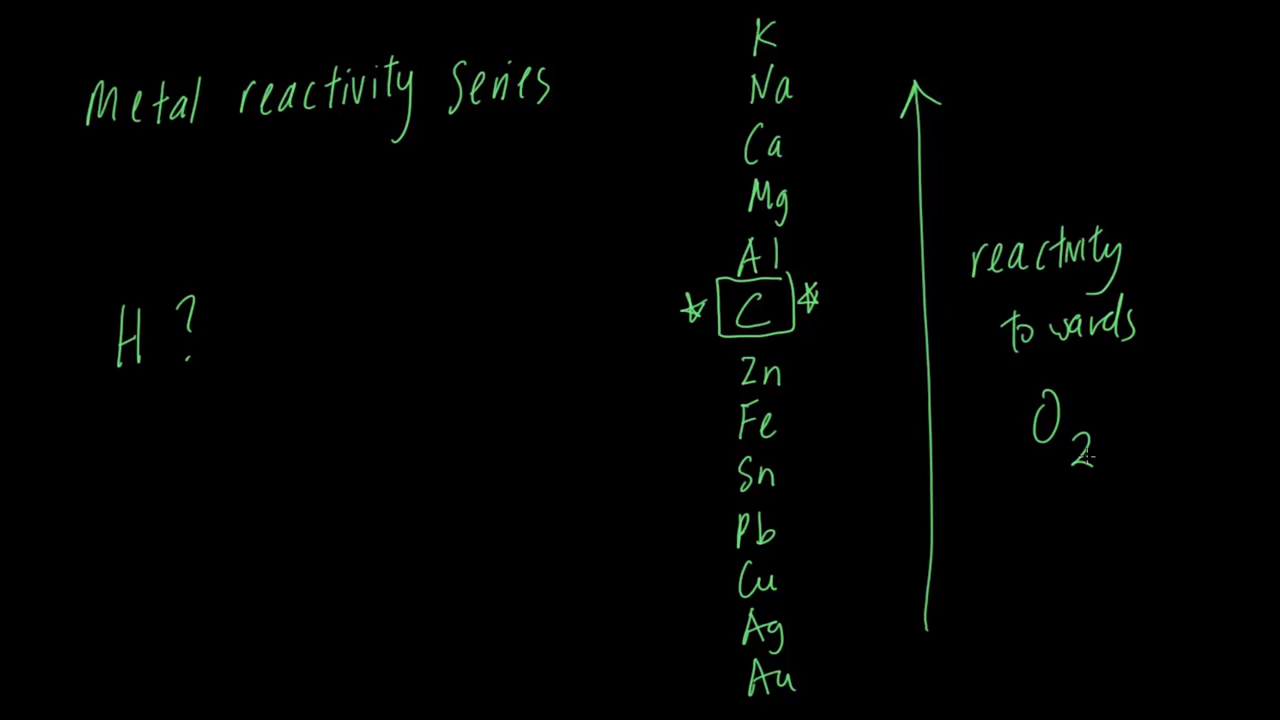 Metal reactivity series
H ?
K
Na
Ca
Mg
Al
C
Zn
Fe
Sn
Pb
Cu
Ag
Au
reactivity
towards
O2